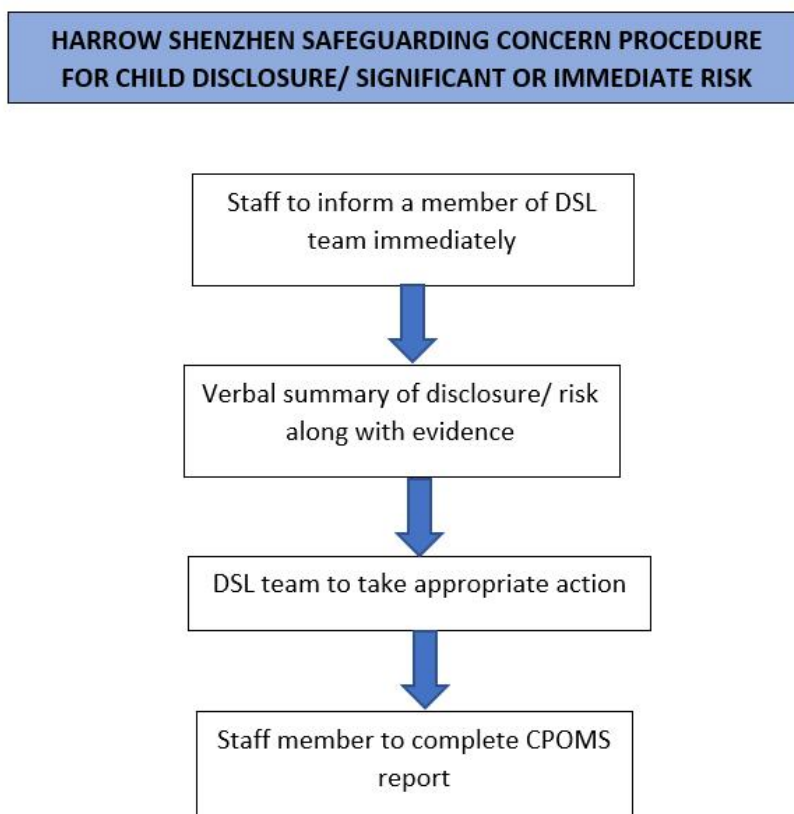 HARROW SHENZHEN SAFEGUARDING CONCERN PROCEDURE
FOR CHILD DISCLOSURE/ SIGNIFICANT OR IMMEDIATE RISK
Staff to inform a member of DSL
team immediately
Verbal summary of disclosure/ risk
along with evidence
DSL team to take appropriate action
Staff member to complete CPOMS
report